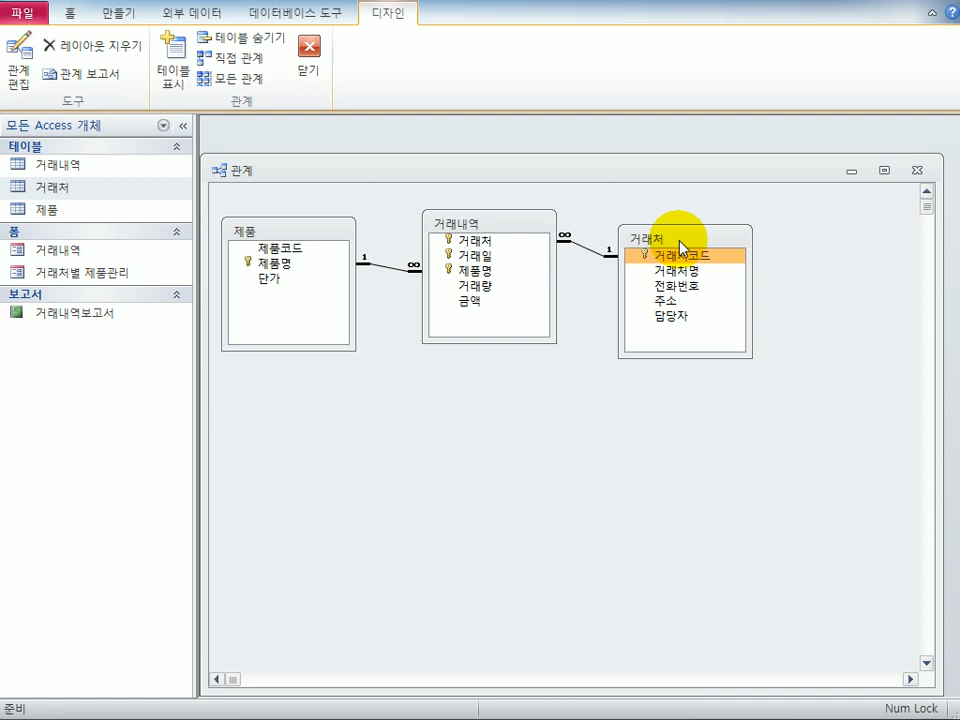 파일 홈 만들기 외부 데이터 데이터베이스 도구 디자인
관계
편집
레이아웃 지우기
관계 보고서
도구
테이블
표시
테이블 숨기기
직접 관계
모든 관계
닫기
관계
모든 Access 개체
테이블
거래내역
거래처
제품
폼
거래내역
거래처별 제품관리
보고서
거래내역보고서
관계
제품
제품코드
제품명
단가
1
∞
거래내역
거래처
거래일
제품명
거래량
금액
∞
1
거래처
거래처코드
거래처명
전화번호
주소
담당자
준비
Num Lock